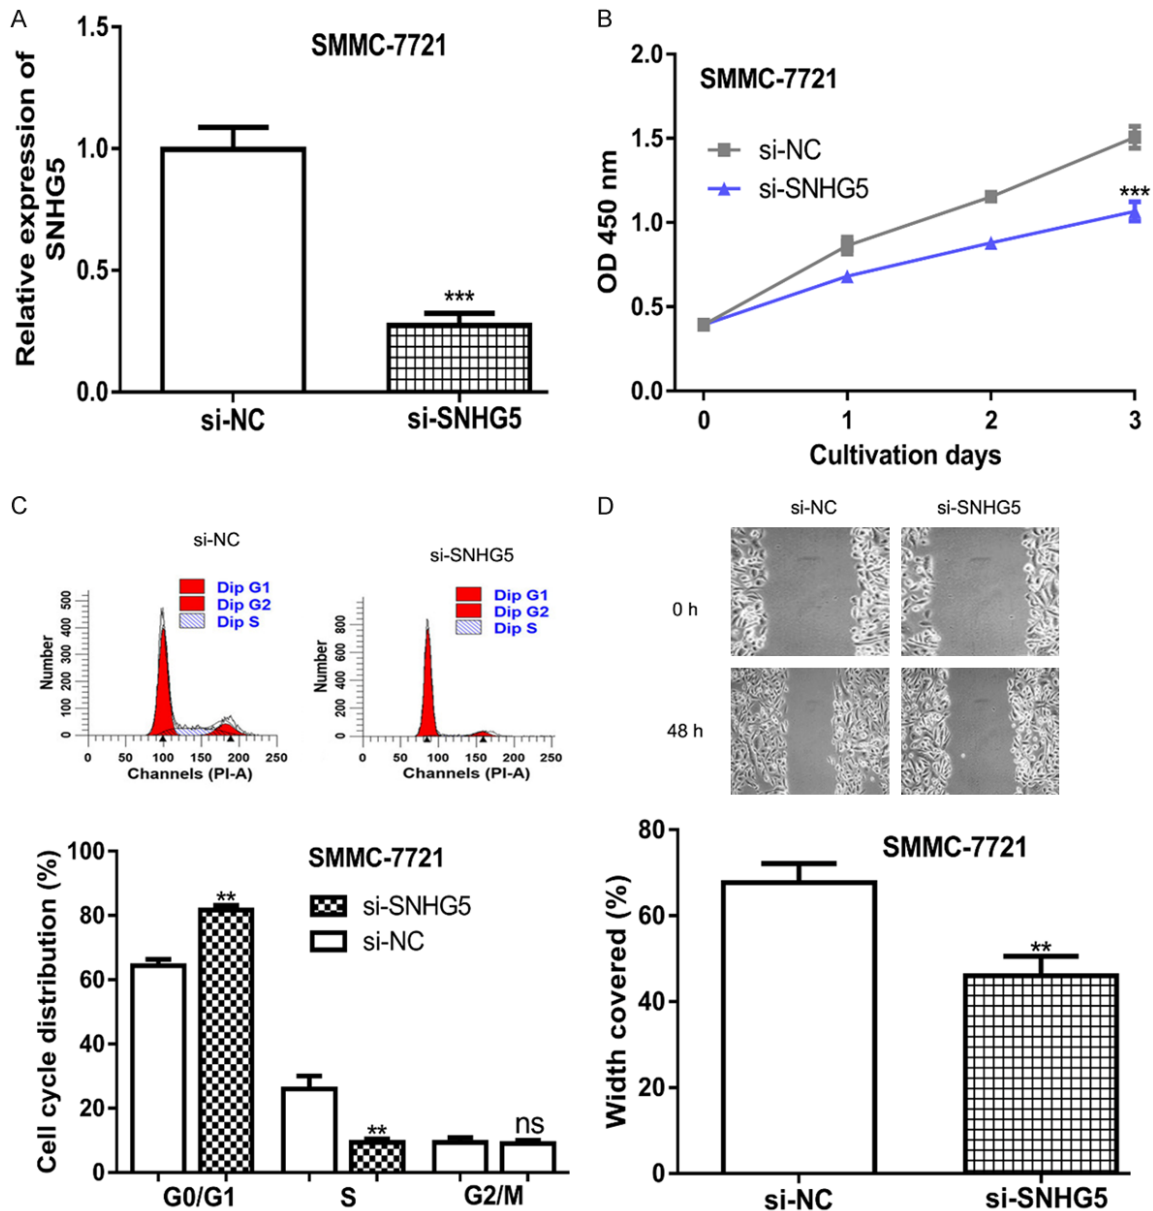 A
Relative expression of
SNHG5
1.5
1.0
0.5
0.0
SMMC-7721
***
si-NC
si-SNHG5
B
OD 450 nm
2.0
1.5
1.0
0.5
0.0
SMMC-7721
si-NC
si-SNHG5
***
0 1 2 3
Cultivation days
C
si-NC
Dip G1
Dip G2
Dip S
Number
500
400
300
200
100
0
0 50 100 150 200 250
Channels (PI-A)
si-SNHG5
Dip G1
Dip G2
Dip S
Number
800
600
400
200
0
0 50 100 150 200 250
Channels (PI-A)
Cell cycle distribution (%)
100
80
60
40
20
0
SMMC-7721
si-SNHG5
si-NC
**
**
ns
G0/G1 S G2/M
D
si-NC si-SNHG5
0 h
48 h
Width covered (%)
80
60
40
20
0
SMMC-7721
**
si-NC
si-SNHG5